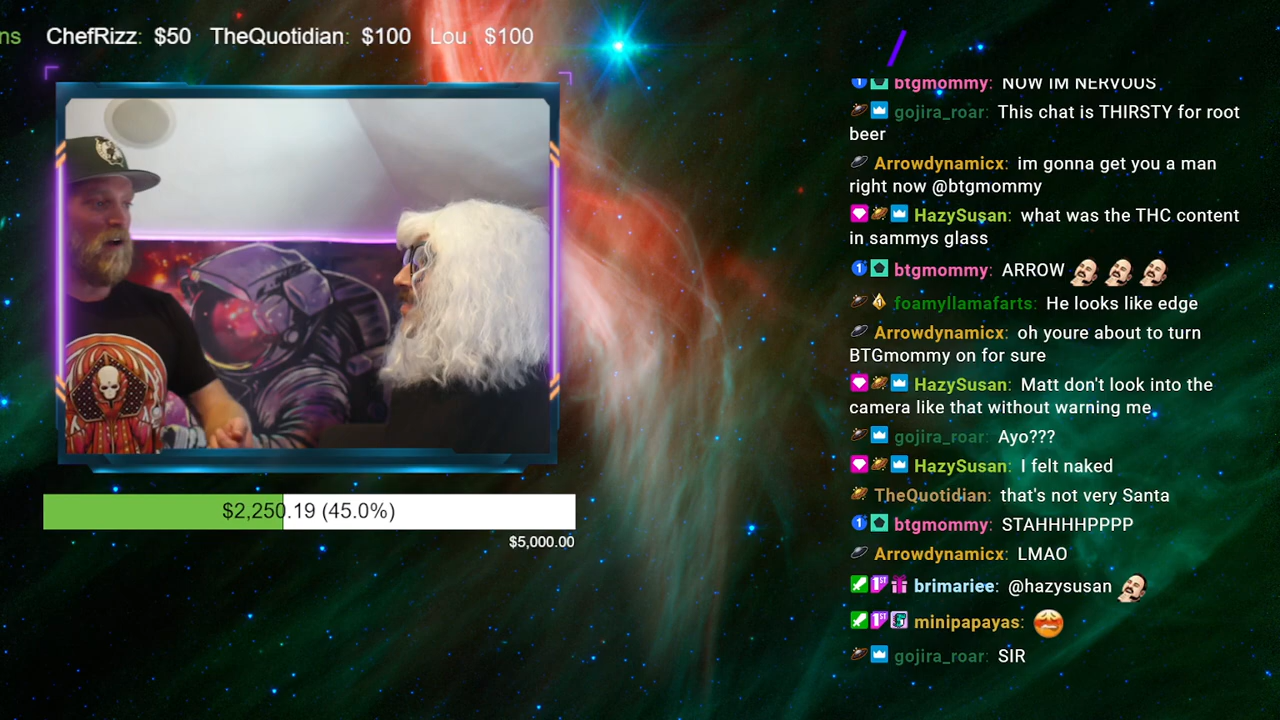 ns ChefRizz: $50 TheQuotidian: $100 Lou $100
btgmommy: NOW IM NERVOUS
gojira_roar: This chat is THIRSTY for root
beer
Arrowdynamicx: im gonna get you a man
right now @btgmommy
HazySusan: what was the THC content
in sammys glass
btgmommy: ARROW
foamyllamafarts: He looks like edge
Arrowdynamicx: oh youre about to turn
BTGmommy on for sure
HazySusan: Matt don't look into the
camera like that without warning me
gojira_roar: Ayo???
HazySusan: I felt naked
TheQuotidian: that's not very Santa
btgmommy: STAHHHHPPPP
Arrowdynamicx: LMAO
brimariee: @hazysusan
minipapayas:
gojira_roar: SIR
$2,250.19 (45.0%)
$5,000.00